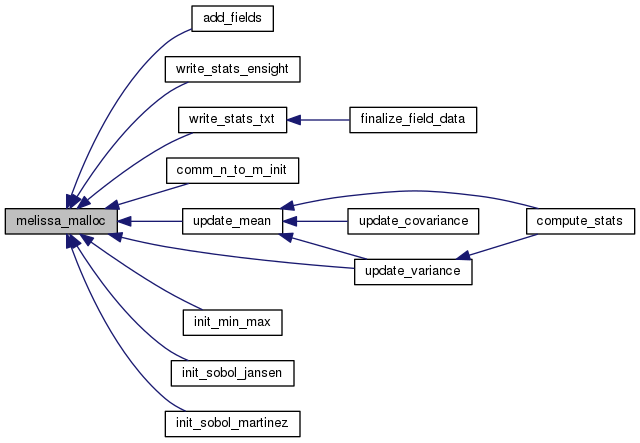 add_fields
write_stats_ensight
write_stats_txt
finalize_field_data
comm_n_to_m_init
melissa_malloc
update_mean
update_covariance
compute_stats
update_variance
init_min_max
init_sobol_jansen
init_sobol_martinez